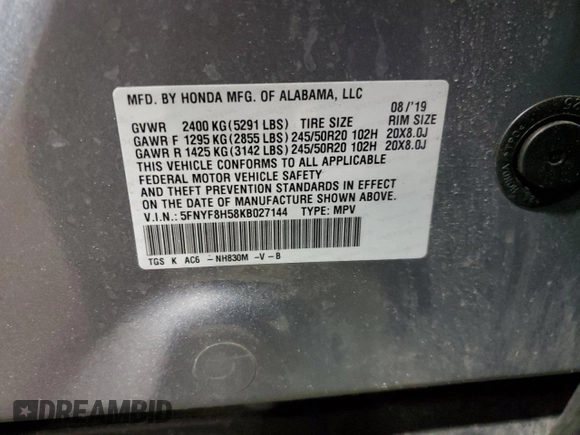 MFD. BY HONDA MFG. OF ALABAMA, LLC 08/'19
GVWR 2400 KG(5291 LBS) TIRE SIZE RIM SIZE
GAWR F 1295 KG(2855 LBS)245/50R20 102H 20X8.0J
GAWR R 1425 KG(3142 LBS)245/50R20 102H 20X8.0J
THIS VEHICLE CONFORMS TO ALL APPLICABLE
FEDERAL MOTOR VEHICLE SAFETY
AND THEFT PREVENTION STANDARDS IN EFFECT
ON THE DATE OF MANUFACTURE SHOWN ABOVE.
V.I.N.: 5FNYF8H58KB027144 TYPE: MPV
TGS K AC6 -NH830M -V-B
DREAMBID